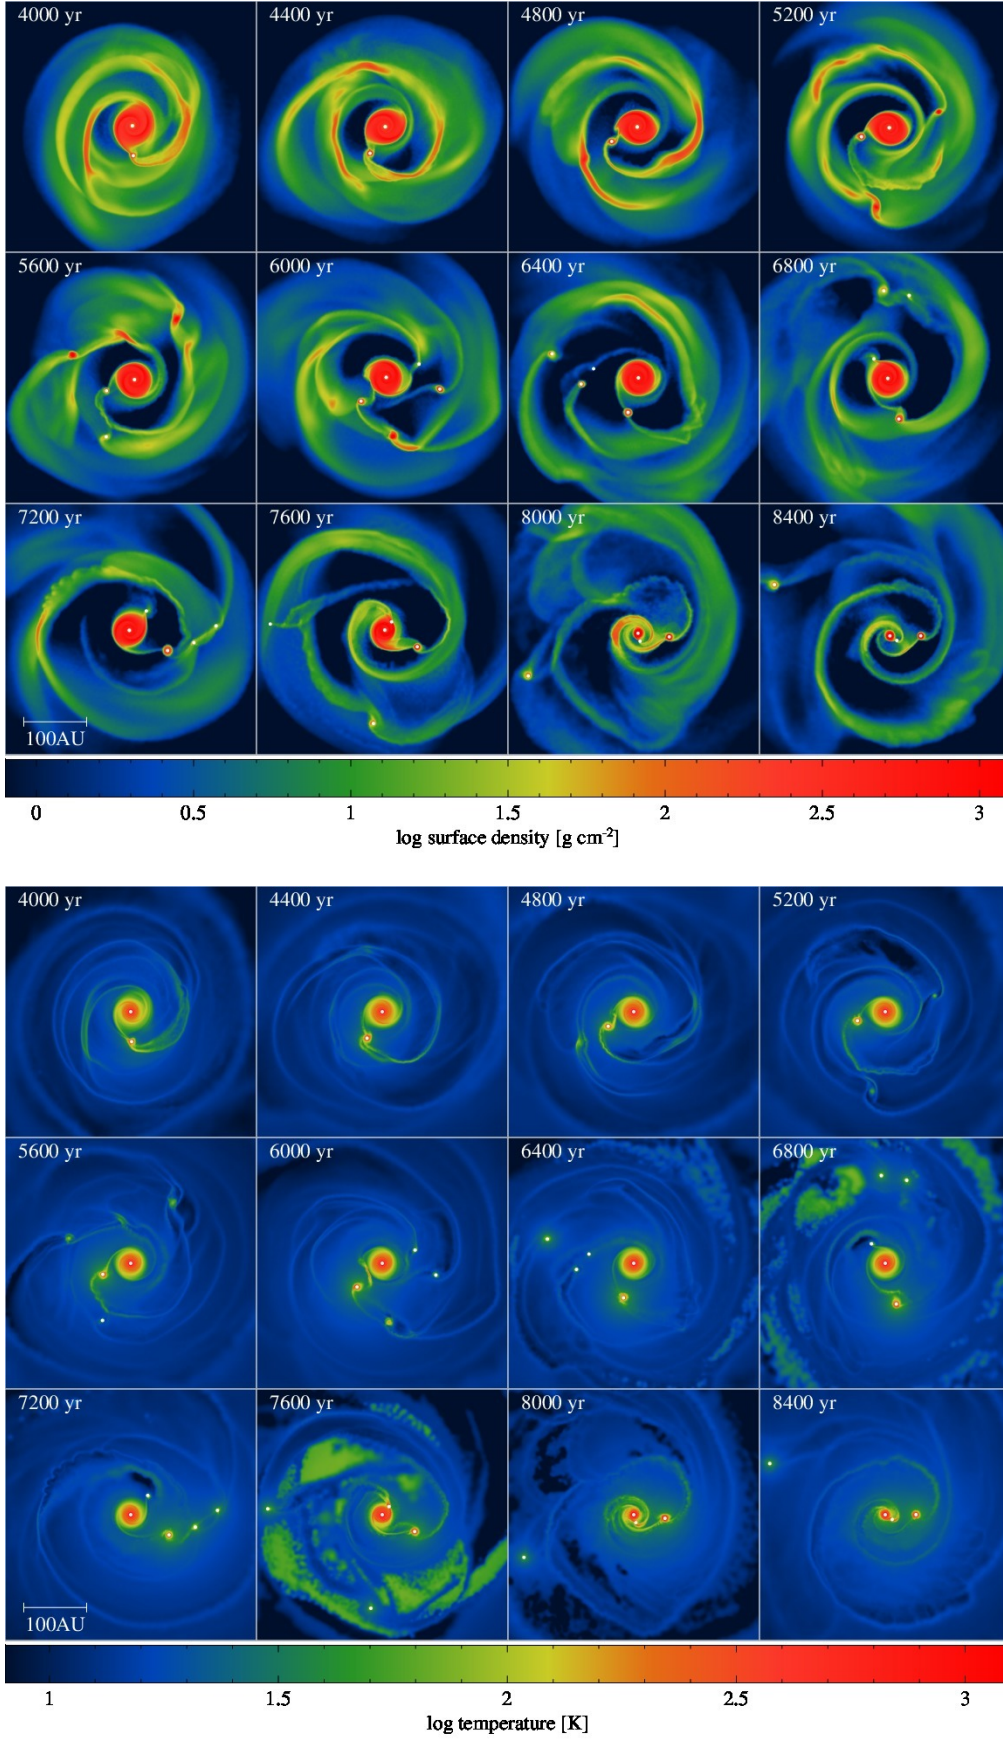 4000 yr 4400 yr 4800 yr 5200 yr
5600 yr 6000 yr 6400 yr 6800 yr
7200 yr 7600 yr 8000 yr 8400 yr
100AU
0 0.5 1 1.5 2 2.5 3
log surface density [g cm⁻²]
4000 yr 4400 yr 4800 yr 5200 yr
5600 yr 6000 yr 6400 yr 6800 yr
7200 yr 7600 yr 8000 yr 8400 yr
100AU
1 1.5 2 2.5 3
log temperature [K]